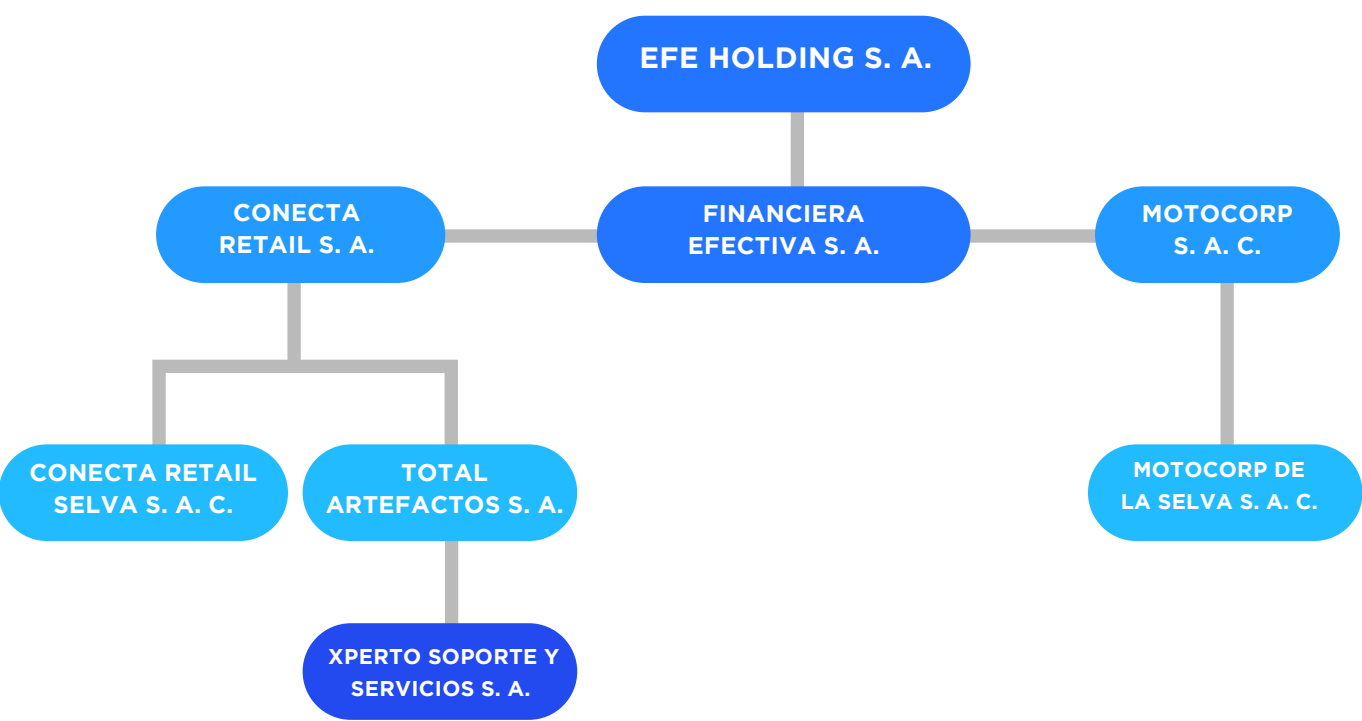 EFE HOLDING S. A.
CONECTA
RETAIL S. A.
FINANCIERA
EFECTIVA S. A.
MOTOCORP
S. A. C.
CONECTA RETAIL
SELVA S. A. C.
TOTAL
ARTEFACTOS S. A.
MOTOCORP DE
LA SELVA S. A. C.
XPERTO SOPORTE Y
SERVICIOS S. A.